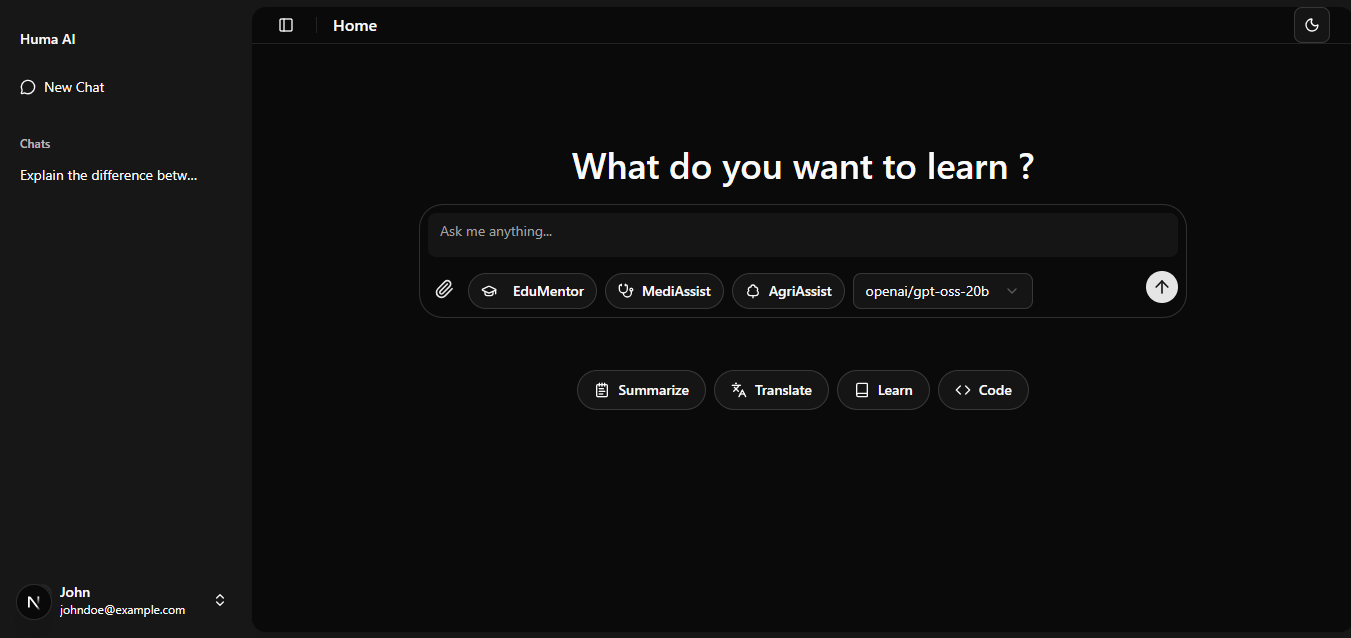 Huma AI
New Chat
Chats
Explain the difference betw...
John
johndoe@example.com
Home
What do you want to learn ?
Ask me anything...
EduMentor
MediAssist
AgriAssist
openai/gpt-oss-20b
Summarize
Translate
Learn
Code